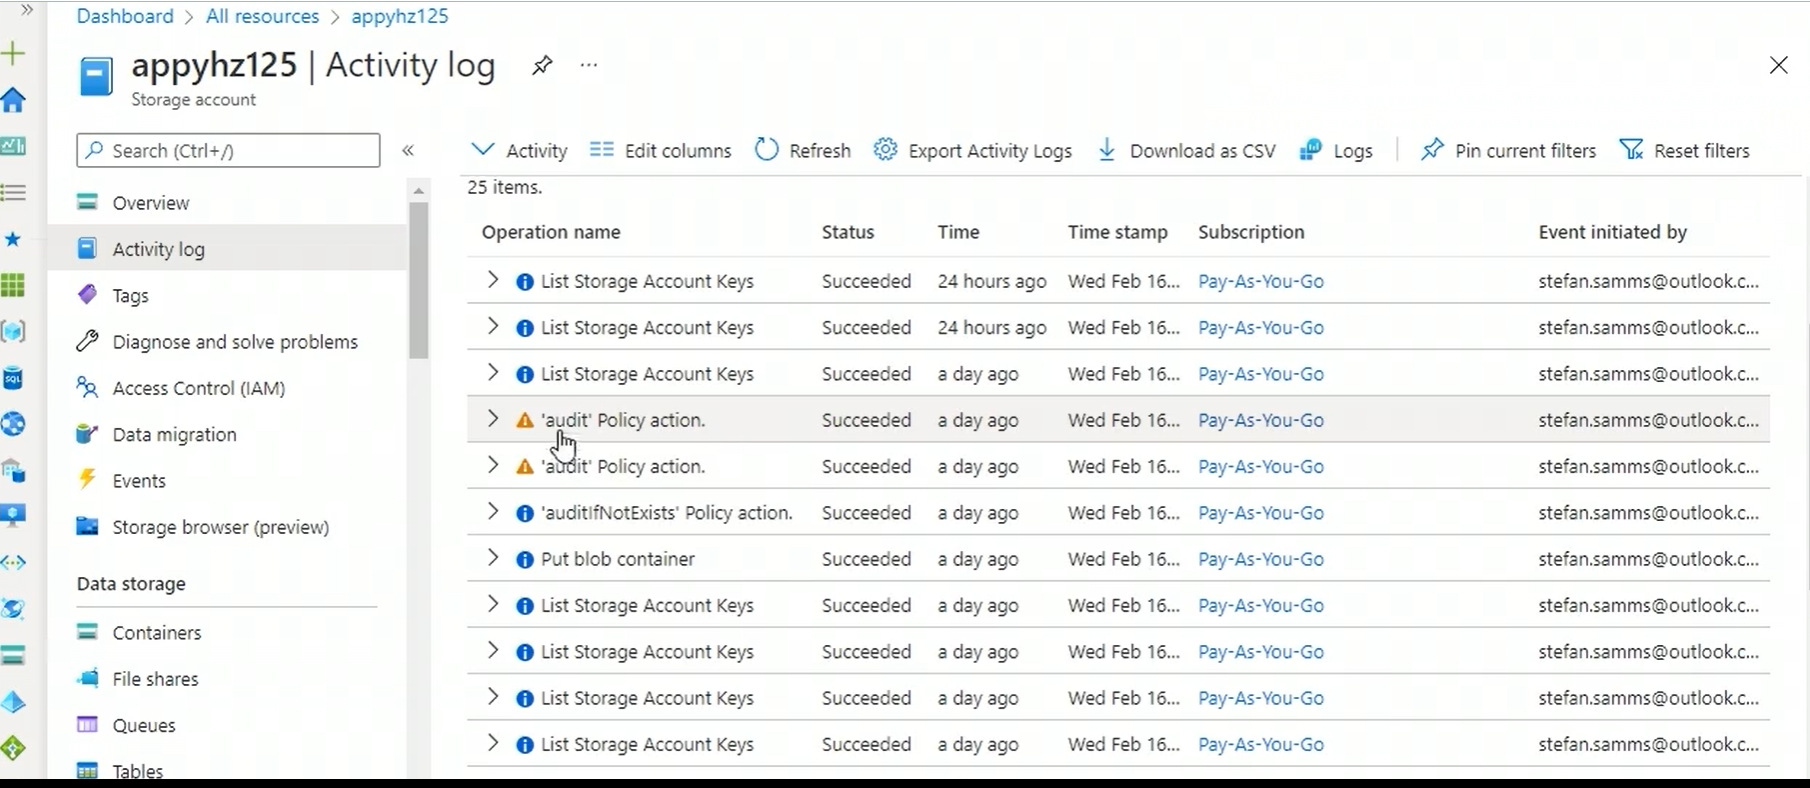 Dashboard > All resources > appyhz125
appyhz125 | Activity log
Storage account
Search (Ctrl+/)
Overview
Activity log
Tags
Diagnose and solve problems
Access Control (IAM)
Data migration
Events
Storage browser (preview)
Data storage
Containers
File shares
Queues
Tables
Activity Edit columns Refresh Export Activity Logs Download as CSV Logs Pin current filters Reset filters
25 items.
Operation name Status Time Time stamp Subscription Event initiated by
List Storage Account Keys Succeeded 24 hours ago Wed Feb 16... Pay-As-You-Go stefan.samms@outlook.c...
List Storage Account Keys Succeeded 24 hours ago Wed Feb 16... Pay-As-You-Go stefan.samms@outlook.c...
List Storage Account Keys Succeeded a day ago Wed Feb 16... Pay-As-You-Go stefan.samms@outlook.c...
'audit' Policy action. Succeeded a day ago Wed Feb 16... Pay-As-You-Go stefan.samms@outlook.c...
'audit' Policy action. Succeeded a day ago Wed Feb 16... Pay-As-You-Go stefan.samms@outlook.c...
'auditIfNotExists' Policy action. Succeeded a day ago Wed Feb 16... Pay-As-You-Go stefan.samms@outlook.c...
Put blob container Succeeded a day ago Wed Feb 16... Pay-As-You-Go stefan.samms@outlook.c...
List Storage Account Keys Succeeded a day ago Wed Feb 16... Pay-As-You-Go stefan.samms@outlook.c...
List Storage Account Keys Succeeded a day ago Wed Feb 16... Pay-As-You-Go stefan.samms@outlook.c...
List Storage Account Keys Succeeded a day ago Wed Feb 16... Pay-As-You-Go stefan.samms@outlook.c...
List Storage Account Keys Succeeded a day ago Wed Feb 16... Pay-As-You-Go stefan.samms@outlook.c...